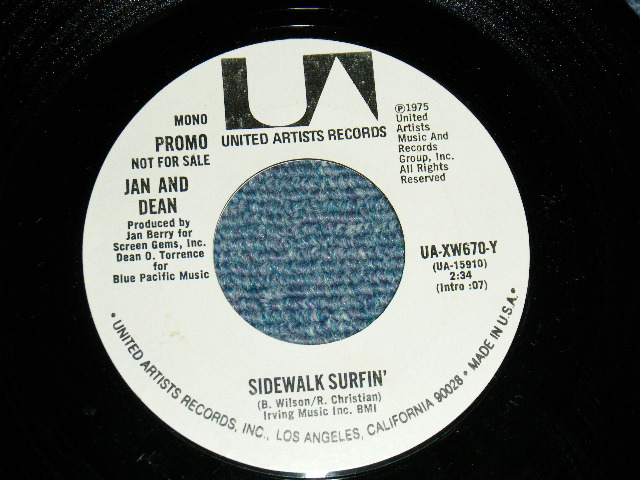 UA
UNITED ARTISTS RECORDS
MONO
PROMO
NOT FOR SALE
JAN AND
DEAN
Produced by
Jan Berry for
Screen Gems, Inc.
Dean O. Torrence
for
Blue Pacific Music
℗1975
United
Artists
Music And
Records
Group, Inc.
All Rights
Reserved
UA-XW670-Y
(UA-15910)
2:34
(Intro :07)
SIDEWALK SURFIN'
(B. Wilson/R. Christian)
Irving Music Inc. BMI
• UNITED ARTISTS RECORDS, INC., LOS ANGELES, CALIFORNIA 90028 • MADE IN U.S.A. •